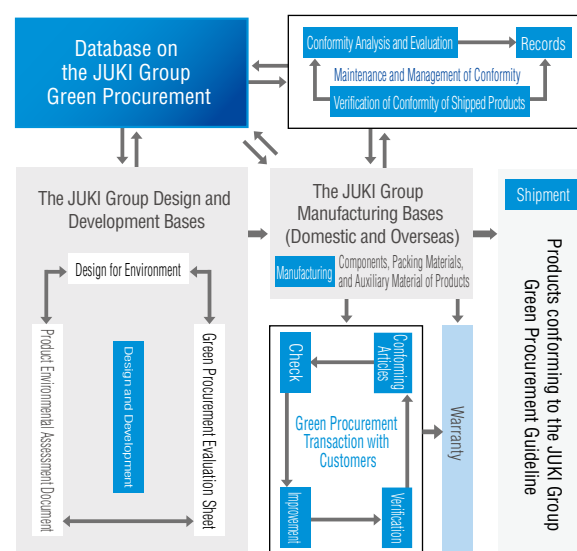 Database on
the JUKI Group
Green Procurement
Conformity Analysis and Evaluation
Records
Maintenance and Management of Conformity
Verification of Conformity of Shipped Products
The JUKI Group Design and
Development Bases
Design for Environment
Product Environmental Assessment Document
Design and Development
Green Procurement Evaluation Sheet
The JUKI Group
Manufacturing Bases
(Domestic and Overseas)
Manufacturing
Components, Packing Materials,
and Auxiliary Material of Products
Check
Conforming
Articles
Green Procurement
Transaction with
Customers
Improvement
Verification
Warranty
Shipment
Products conforming to the JUKI Group
Green Procurement Guideline